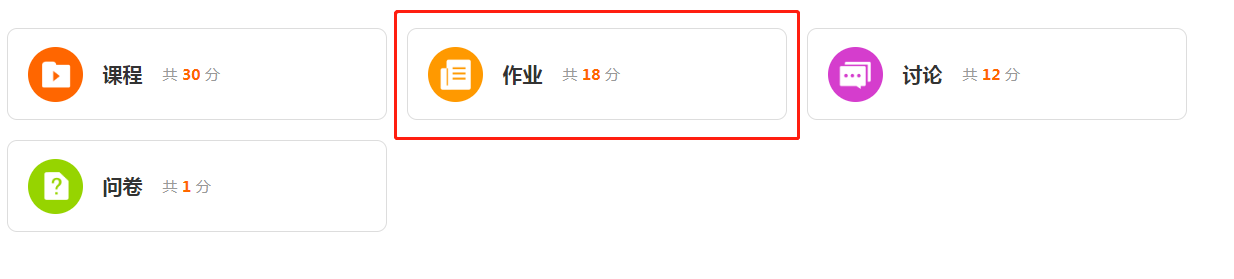 课程 共 30 分
作业 共 18 分
讨论 共 12 分
问卷 共 1 分